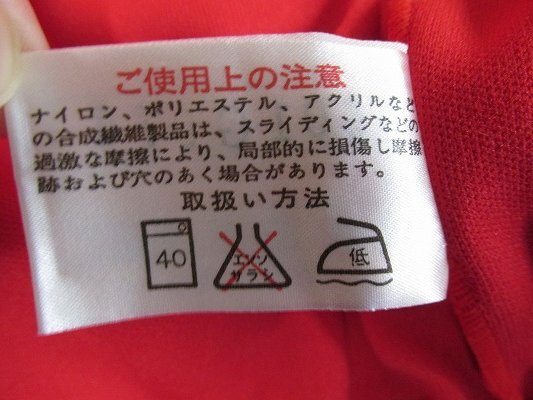 ご使用上の注意
ナイロン、ポリエステル、アクリルなど
の合成繊維製品は、スライディングなどの
過激な摩擦により、局部的に損傷し摩擦
跡および穴のあく場合があります。
取扱い方法
40
エンソ
サラシ
低